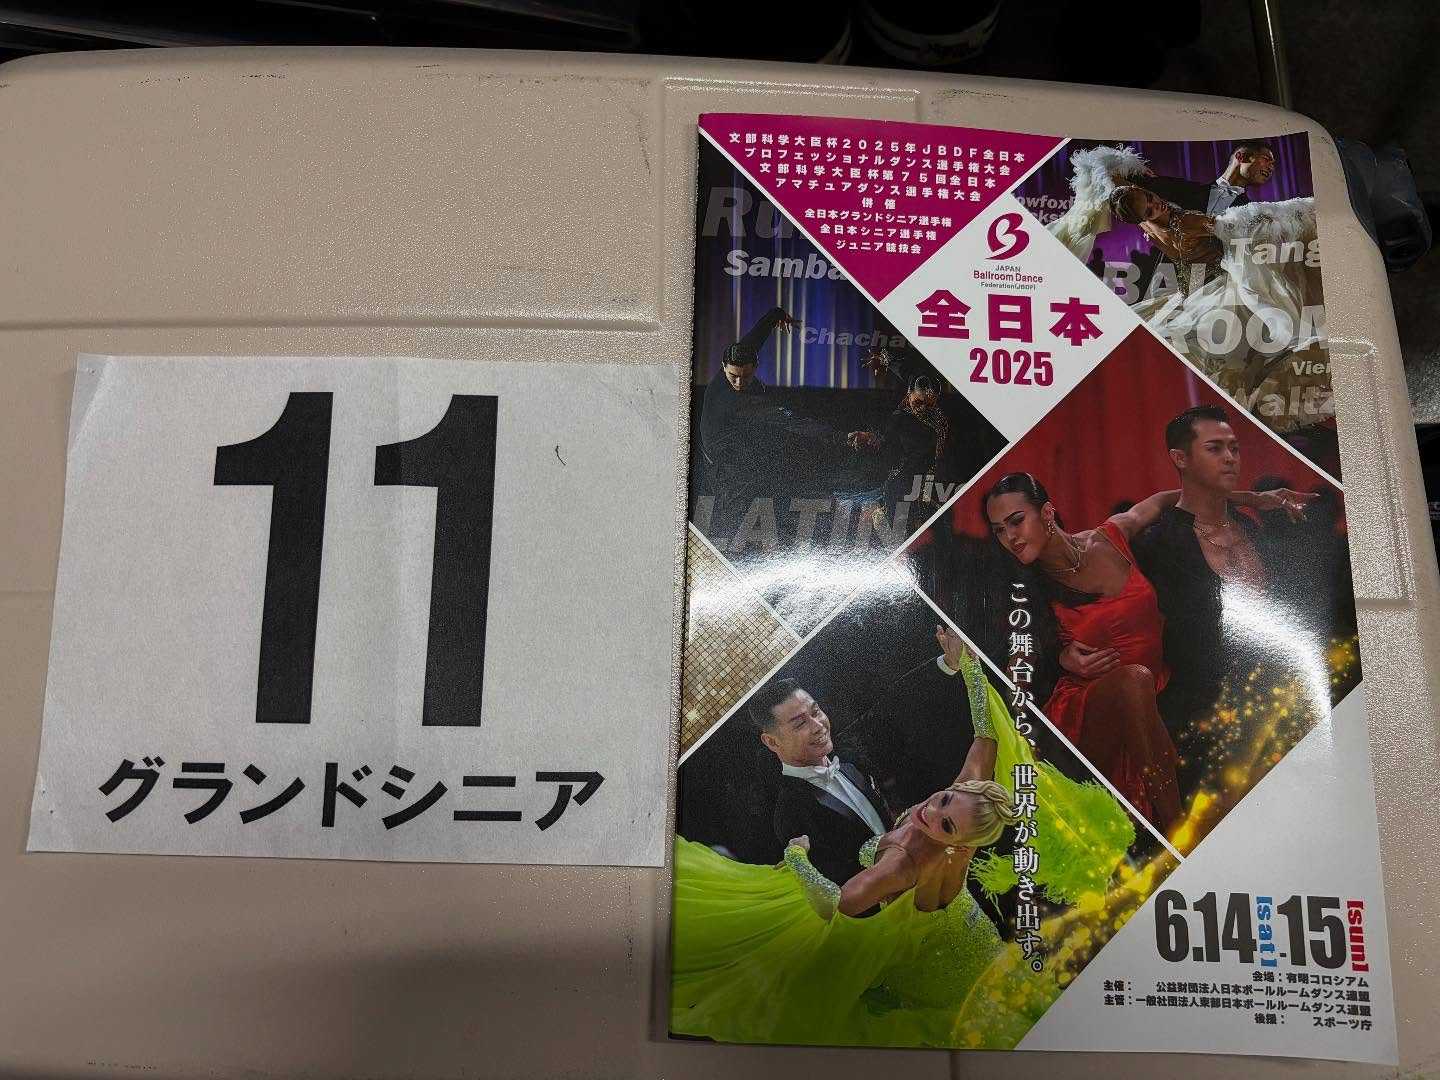 11
グランドシニア
文部科学大臣杯2025年JBDF全日本
プロフェッショナルダンス選手権大会
文部科学大臣杯第75回全日本
アマチュアダンス選手権大会
併催
全日本グランドシニア選手権
全日本シニア選手権
ジュニア競技会
JAPAN
Ballroom Dance
Federation(JBDF)
全日本
2025
Samba
Chacha
Jive
LATIN
Tang
BALL
ROOM
Vien
Waltz
この舞台から、世界が動き出す。
6.14[sat]-15[sun]
会場：有明コロシアム
主催： 公益財団法人日本ボールルームダンス連盟
主管：一般社団法人東部日本ボールルームダンス連盟
後援： スポーツ庁